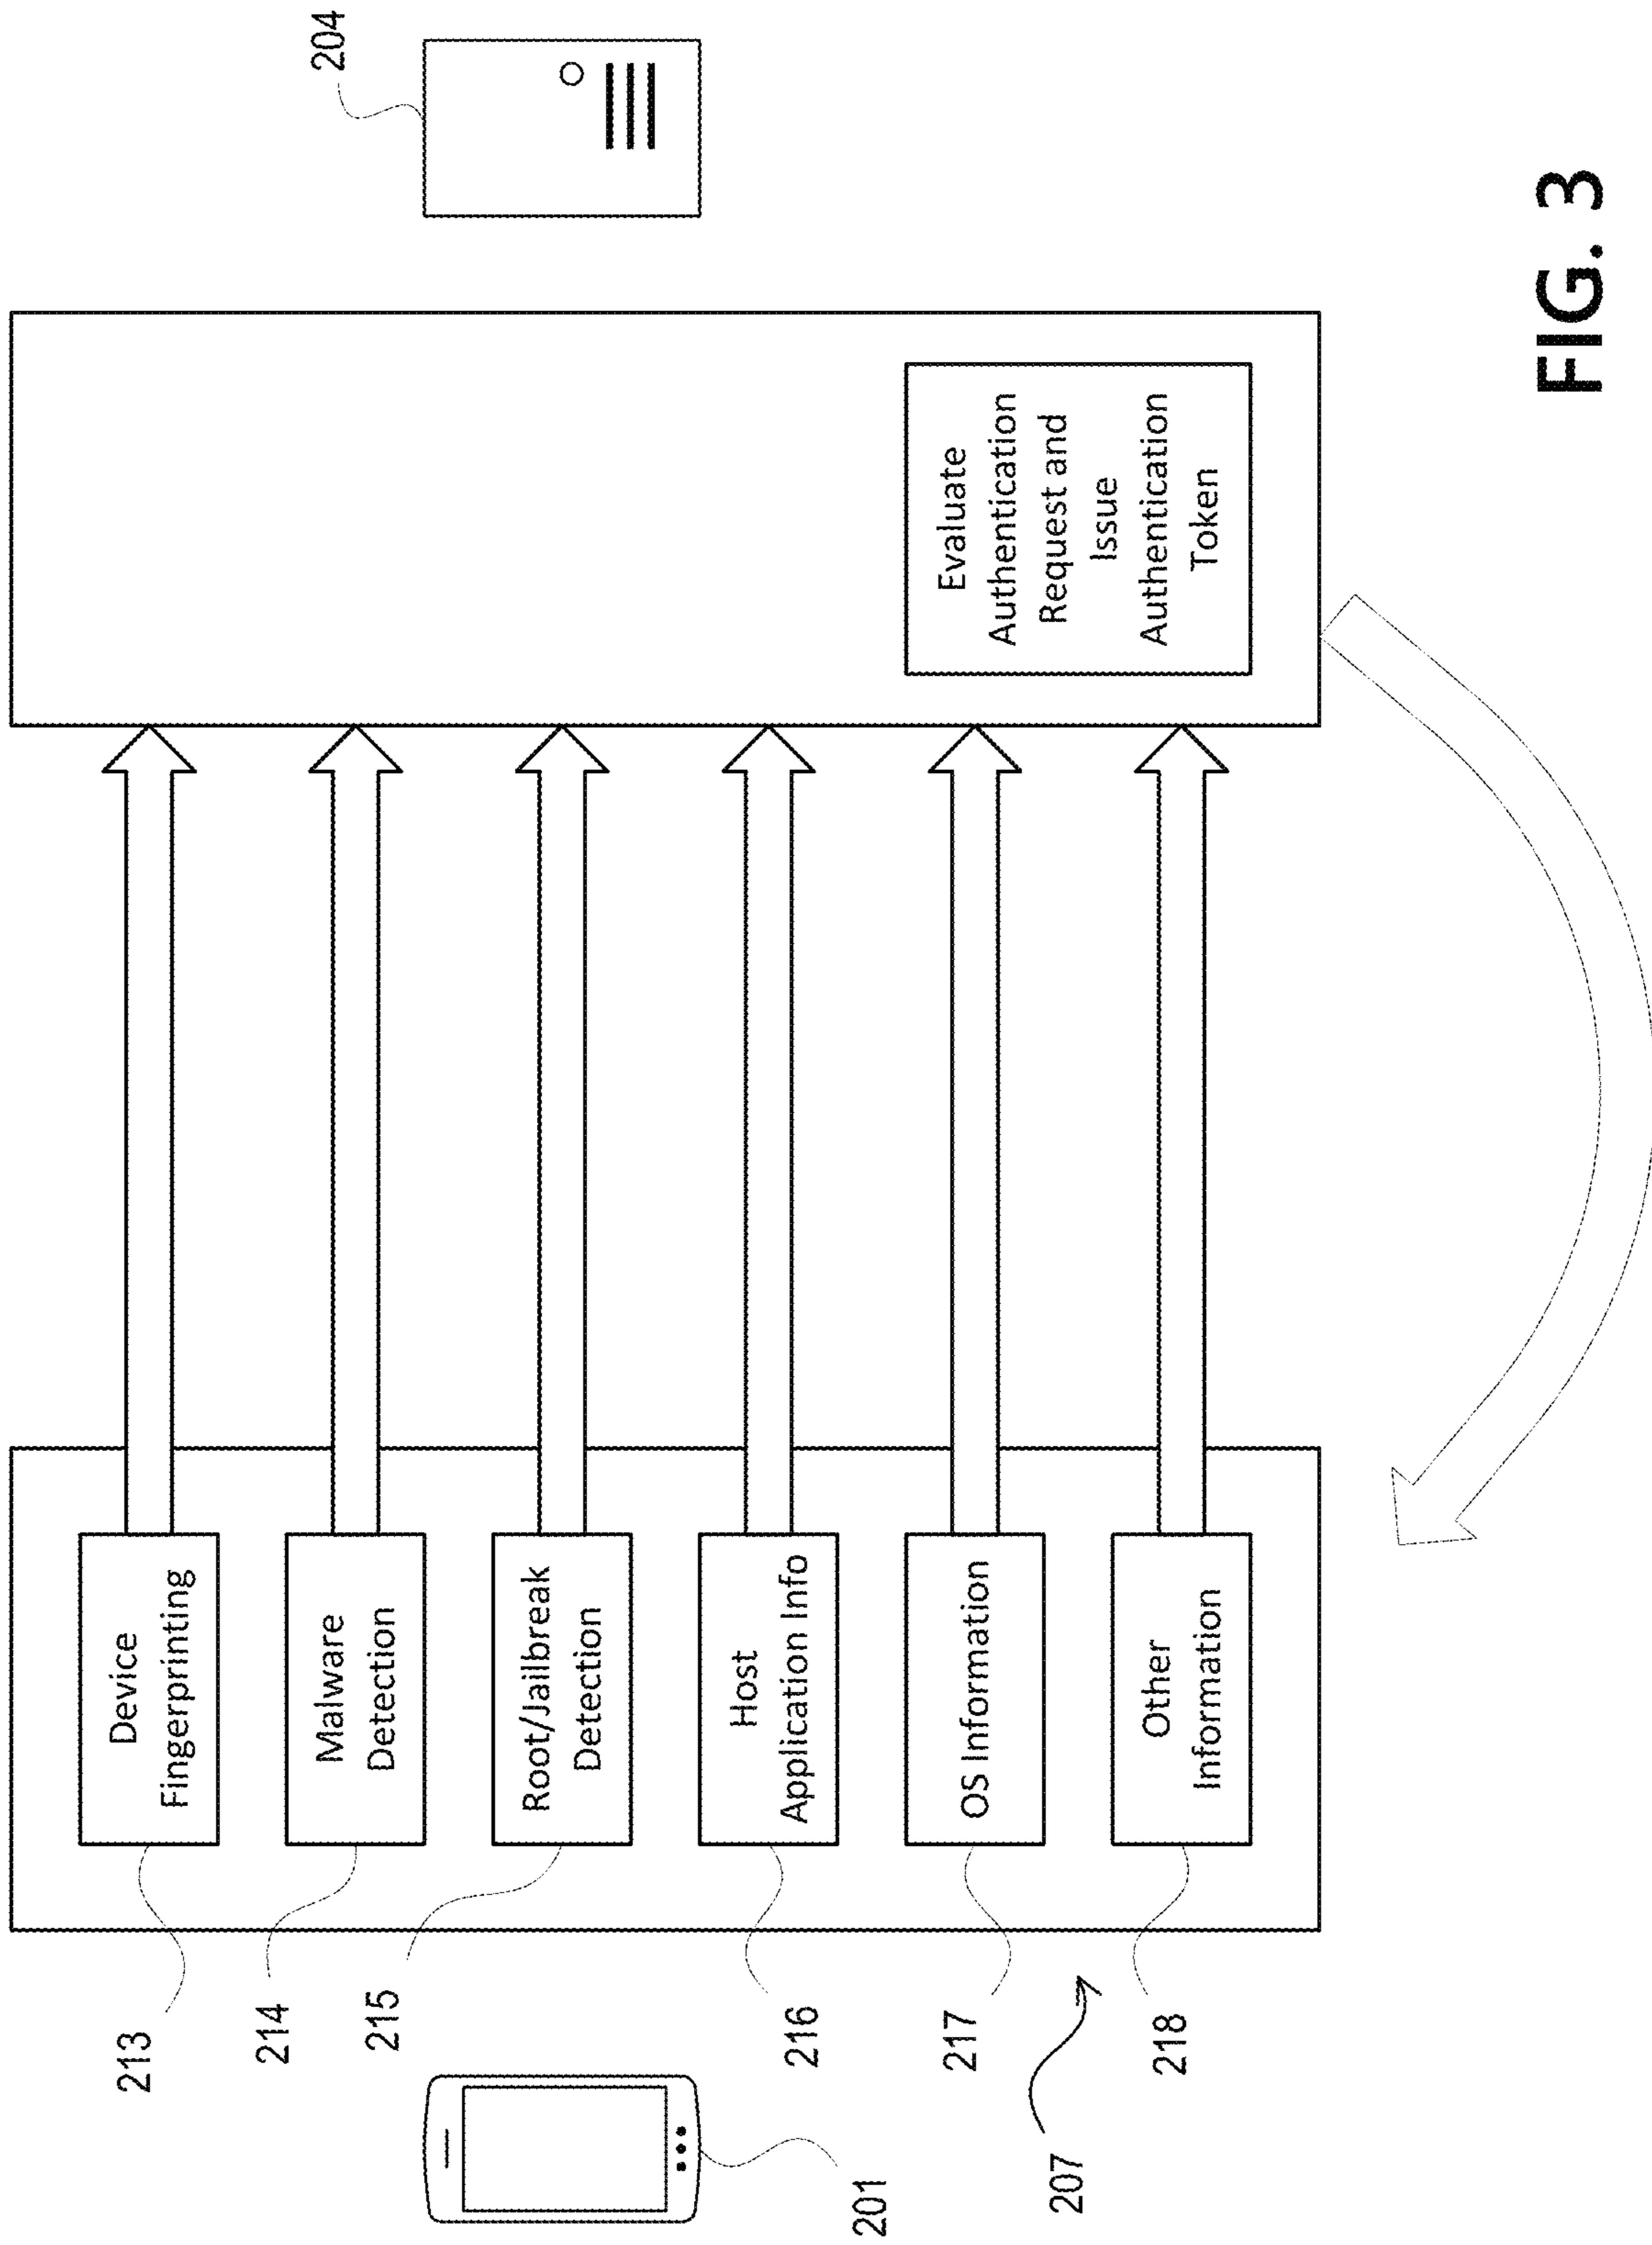 204
213
Device
Fingerprinting
214
Malware
Detection
215
Root/Jailbreak
Detection
201
216
Host
Application Info
217
OS Information
207
218
Other
Information
Evaluate
Authentication
Request and
Issue
Authentication
Token
FIG. 3